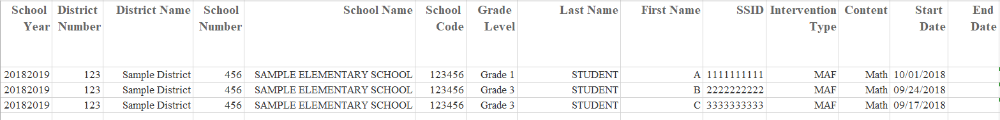 School District District Name School School Name School Grade Last Name First Name SSID Intervention Content Start End
Year Number Number Code Level Type Date Date
20182019 123 Sample District 456 SAMPLE ELEMENTARY SCHOOL 123456 Grade 1 STUDENT A 1111111111 MAF Math 10/01/2018
20182019 123 Sample District 456 SAMPLE ELEMENTARY SCHOOL 123456 Grade 3 STUDENT B 2222222222 MAF Math 09/24/2018
20182019 123 Sample District 456 SAMPLE ELEMENTARY SCHOOL 123456 Grade 3 STUDENT C 3333333333 MAF Math 09/17/2018